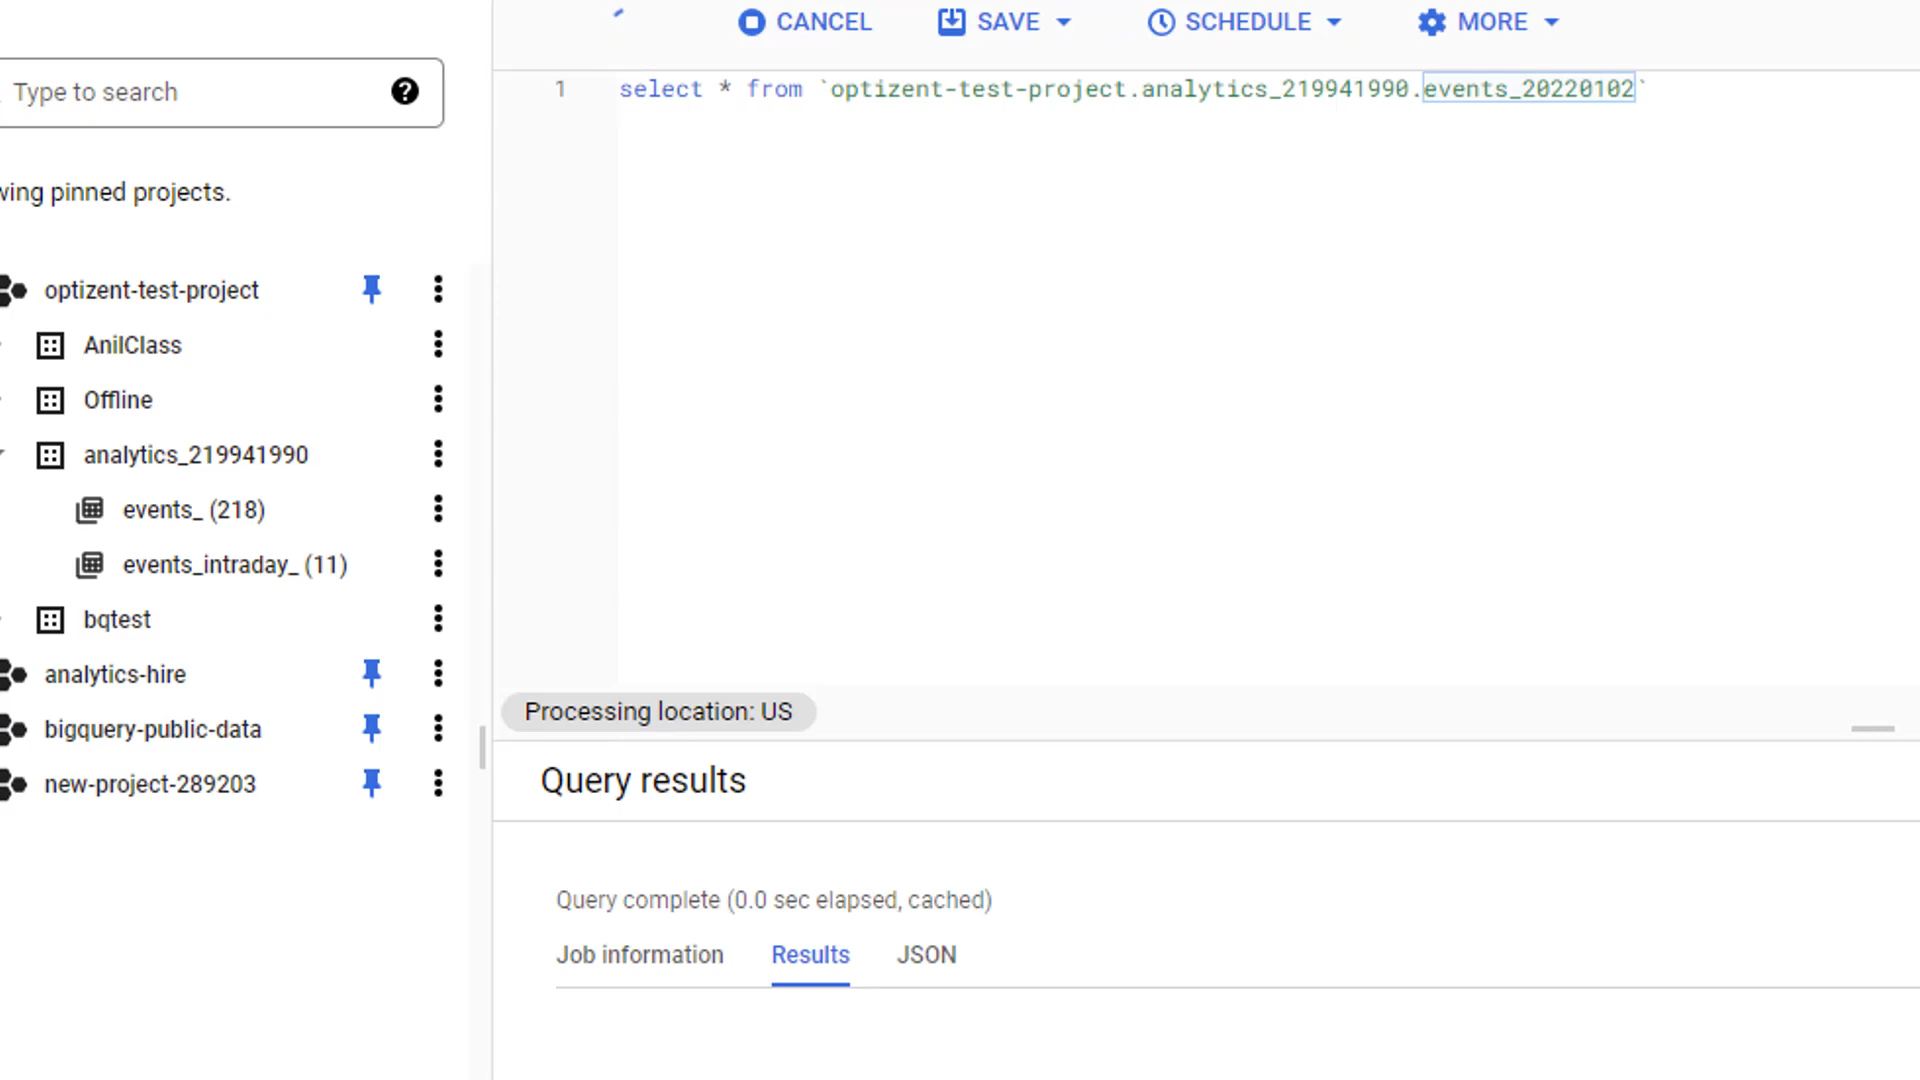 CANCEL SAVE SCHEDULE MORE
Type to search
1 select * from `optizent-test-project.analytics_219941990.events_20220102`
wing pinned projects.
optizent-test-project
AnilClass
Offline
analytics_219941990
events_ (218)
events_intraday_ (11)
bqtest
analytics-hire
bigquery-public-data
new-project-289203
Processing location: US
Query results
Query complete (0.0 sec elapsed, cached)
Job information Results JSON